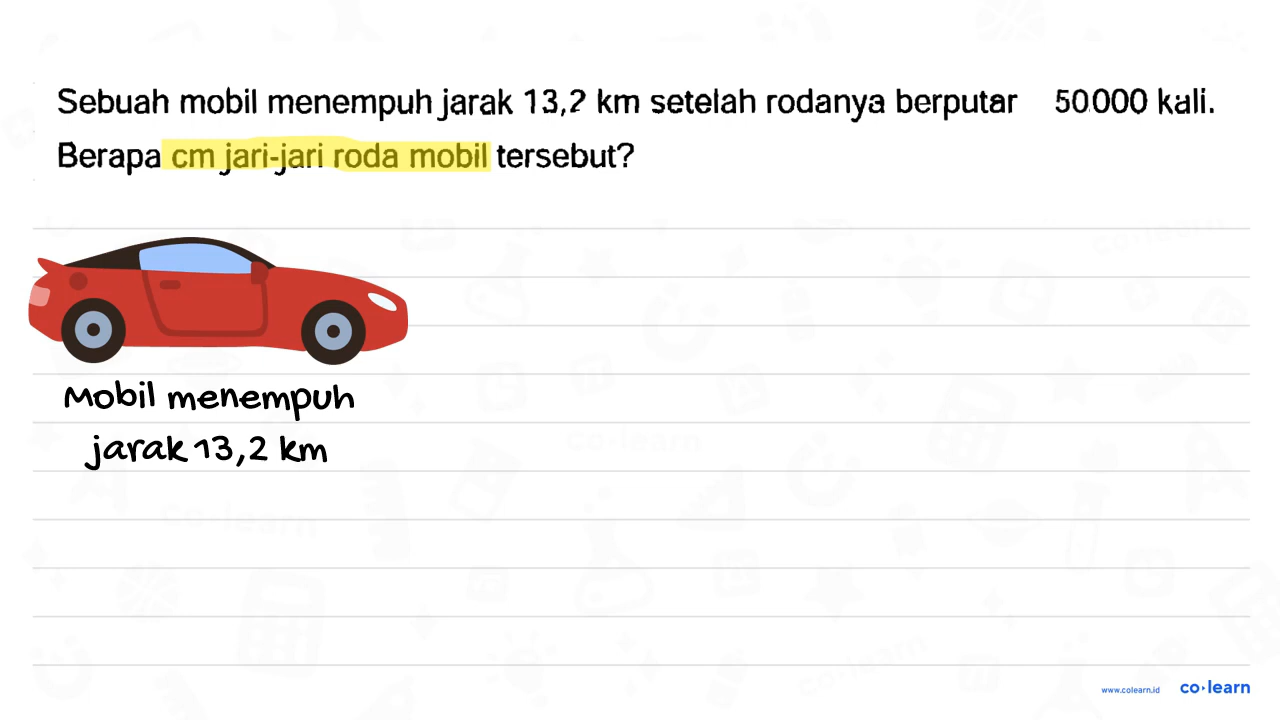 Sebuah mobil menempuh jarak 13,2 km setelah rodanya berputar 50.000 kali.
Berapa cm jari-jari roda mobil tersebut?
Mobil menempuh
jarak 13,2 km
www.colearn.id co·learn